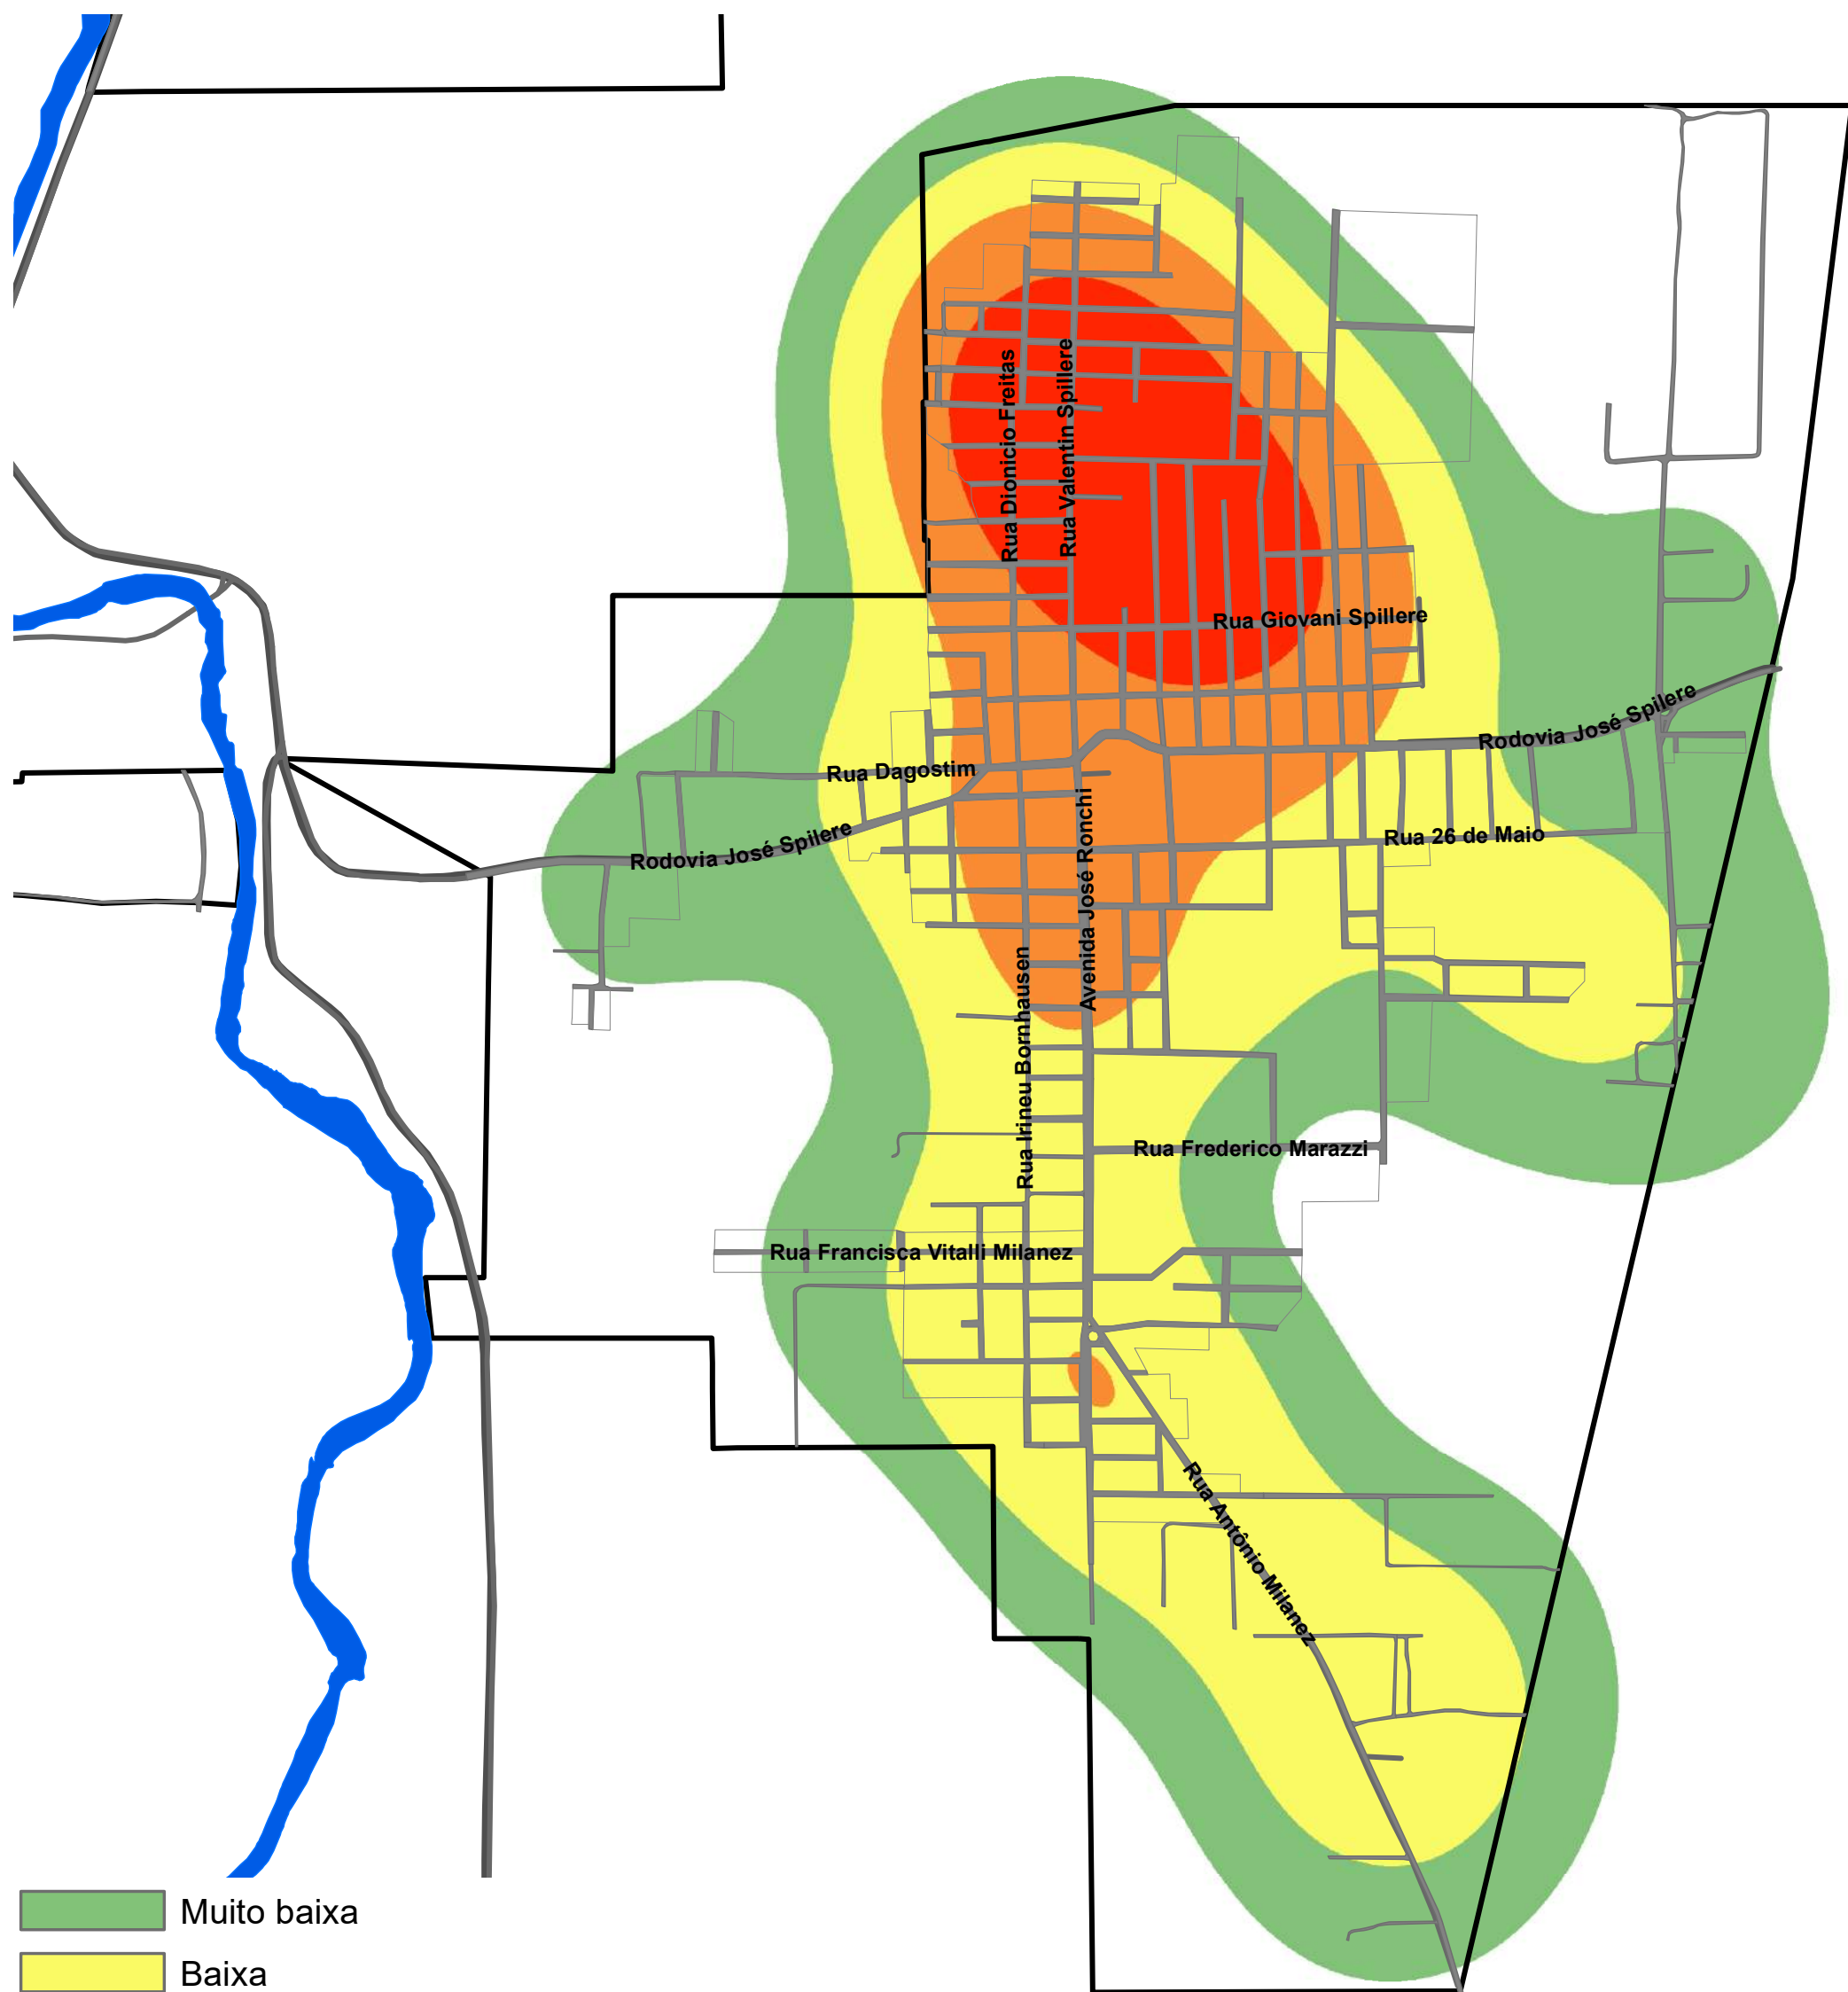 Rua Dionicio Freitas
Rua Valentin Spillere
Rua Giovani Spillere
Rodovia José Spilere
Rua Dagostim
Rua 26 de Maio
Rodovia José Spilere
Avenida José Ronchi
Rua Irineu Bornhausen
Rua Frederico Marazzi
Rua Francisca Vitalli Milanez
Rua Antônio Milanez
Muito baixa
Baixa